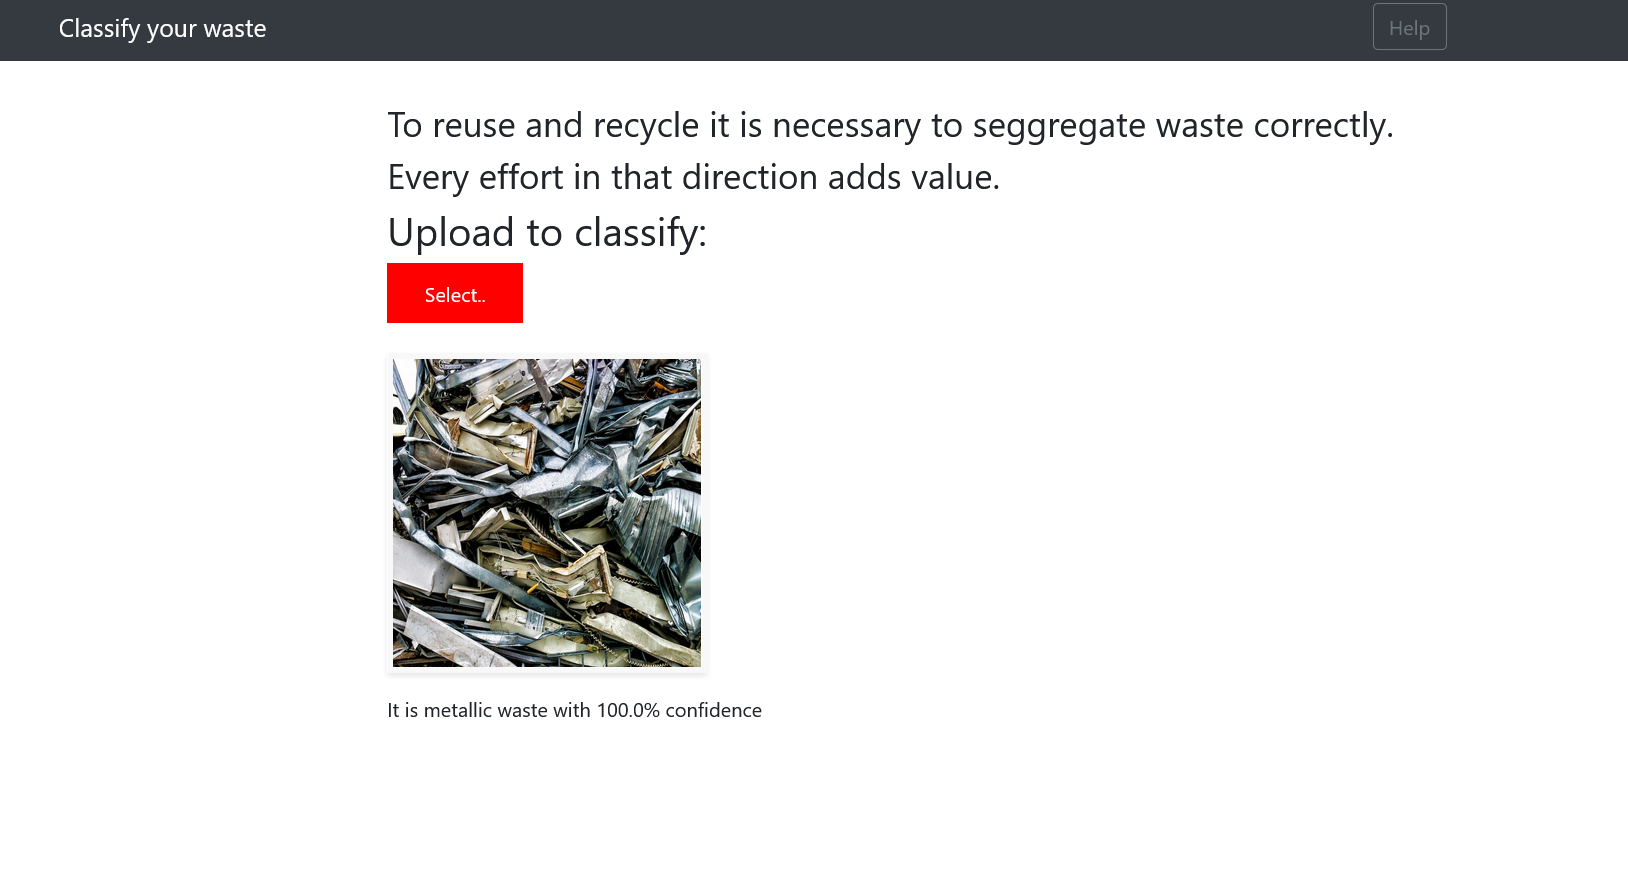 Classify your waste
Help
To reuse and recycle it is necessary to seggregate waste correctly.
Every effort in that direction adds value.
Upload to classify:
Select..
It is metallic waste with 100.0% confidence